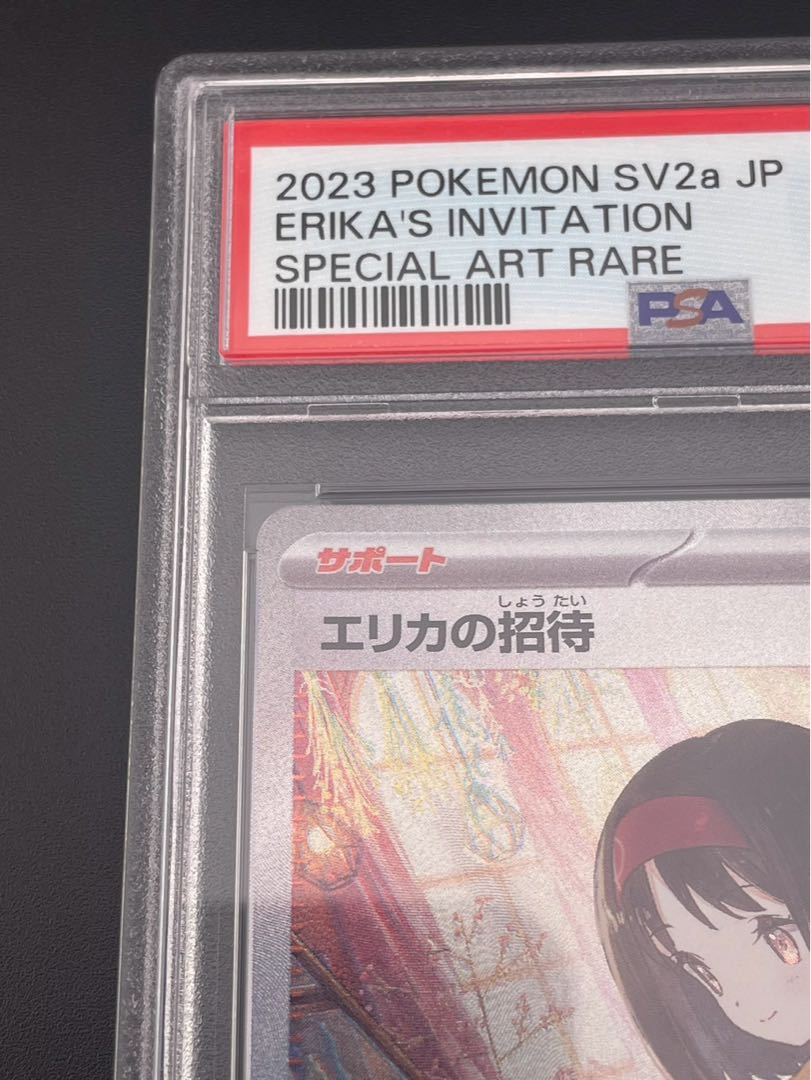 2023 POKEMON SV2a JP
ERIKA'S INVITATION
SPECIAL ART RARE
PSA
サポート
しょうたい
エリカの招待